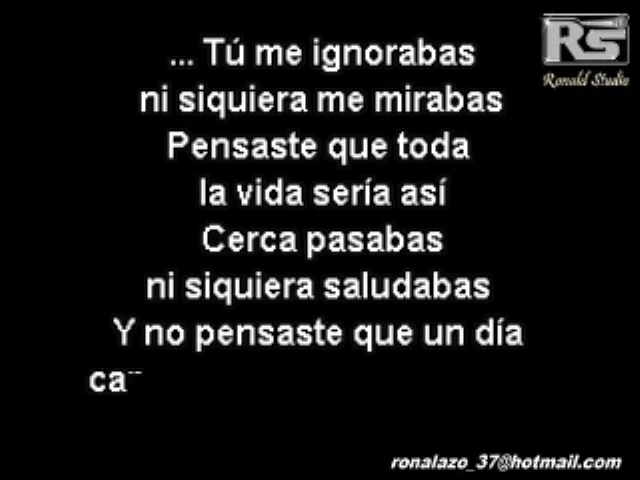 ... Tú me ignorabas
ni siquiera me mirabas
Pensaste que toda
la vida sería así
Cerca pasabas
ni siquiera saludabas
Y no pensaste que un día
ca
RS
Ronald Studio
ronalazo_37@hotmail.com